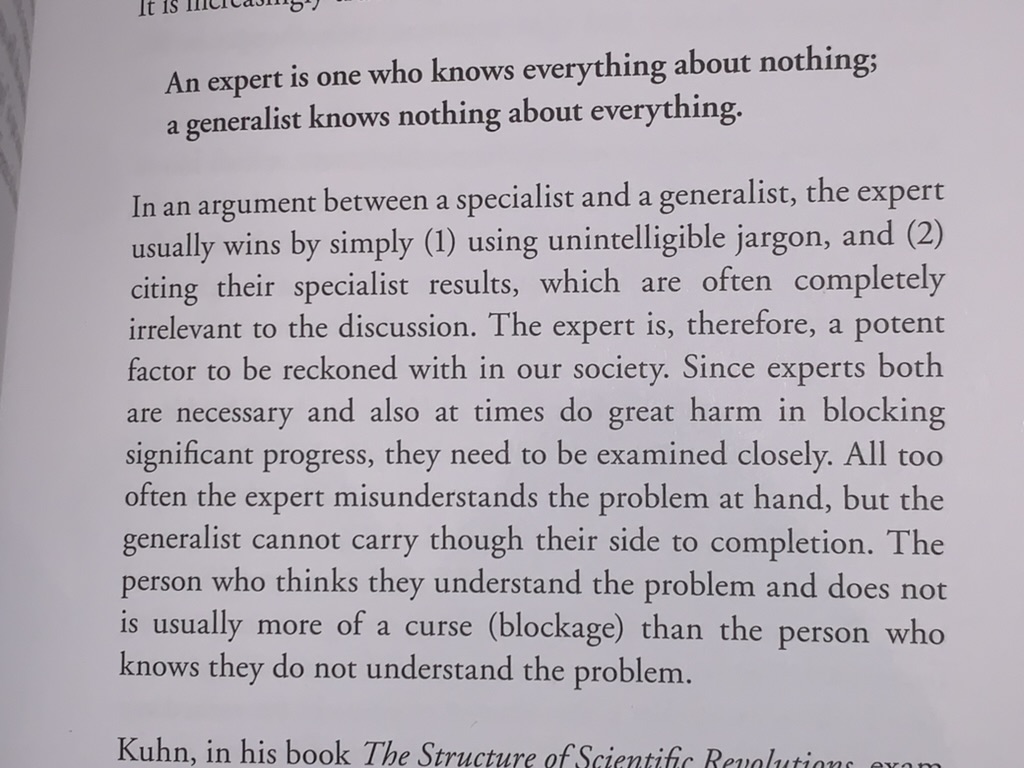 It is increasingly
An expert is one who knows everything about nothing;
a generalist knows nothing about everything.
In an argument between a specialist and a generalist, the expert
usually wins by simply (1) using unintelligible jargon, and (2)
citing their specialist results, which are often completely
irrelevant to the discussion. The expert is, therefore, a potent
factor to be reckoned with in our society. Since experts both
are necessary and also at times do great harm in blocking
significant progress, they need to be examined closely. All too
often the expert misunderstands the problem at hand, but the
generalist cannot carry though their side to completion. The
person who thinks they understand the problem and does not
is usually more of a curse (blockage) than the person who
knows they do not understand the problem.
Kuhn, in his book The Structure of Scientific Revolutions, exam